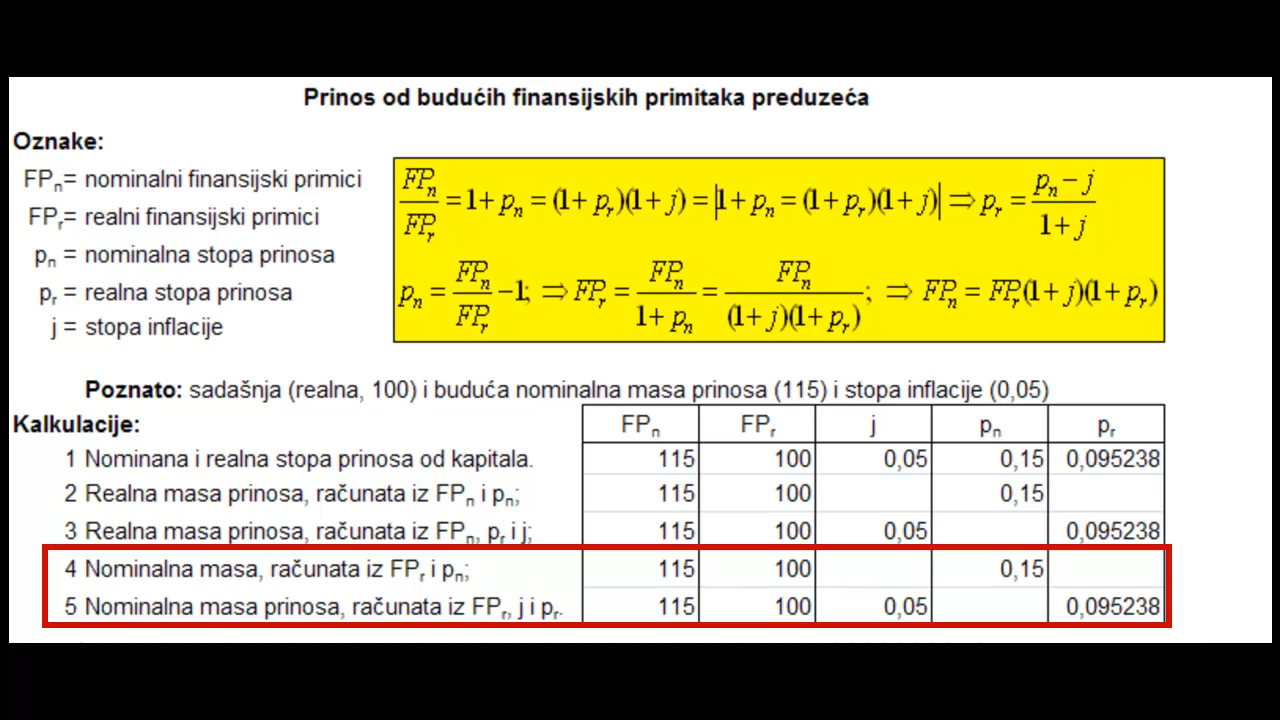 Prinos od budućih finansijskih primitaka preduzeća
Oznake:
FPn= nominalni finansijski primici
FPr= realni finansijski primici
pn = nominalna stopa prinosa
pr = realna stopa prinosa
j = stopa inflacije
FPn/FPr = 1+ pn = (1+ pr)(1+ j) = |1+ pn = (1+ pr)(1+ j)| ⇒ pr = (pn − j)/(1+ j)
pn = FPn/FPr −1; ⇒ FPr = FPn/(1+ pn) = FPn/((1+ j)(1+ pr)); ⇒ FPn = FPr(1+ j)(1+ pr)
Poznato: sadašnja (realna, 100) i buduća nominalna masa prinosa (115) i stopa inflacije (0,05)
Kalkulacije: FPn FPr j pn pr
1 Nominana i realna stopa prinosa od kapitala. 115 100 0,05 0,15 0,095238
2 Realna masa prinosa, računata iz FPn i pn; 115 100 0,15
3 Realna masa prinosa, računata iz FPn, pr i j; 115 100 0,05 0,095238
4 Nominalna masa, računata iz FPr i pn; 115 100 0,15
5 Nominalna masa prinosa, računata iz FPr, j i pr. 115 100 0,05 0,095238